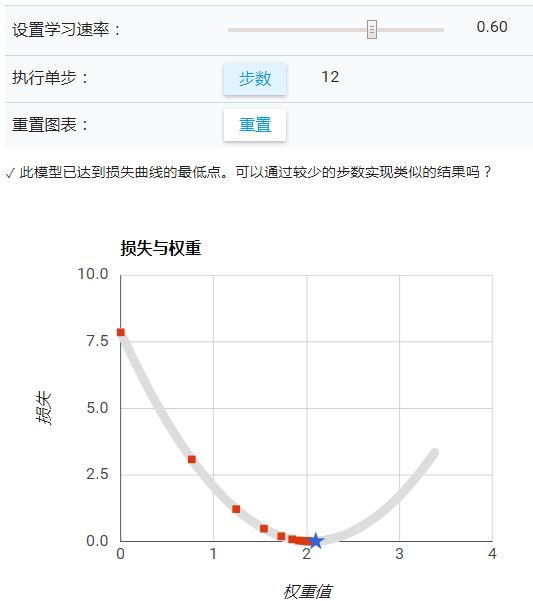 设置学习速率：
0.60
执行单步：
步数
12
重置图表：
重置
✓ 此模型已达到损失曲线的最低点。可以通过较少的步数实现类似的结果吗？
损失与权重
10.0
7.5
5.0
2.5
0.0
损失
0
1
2
3
4
权重值